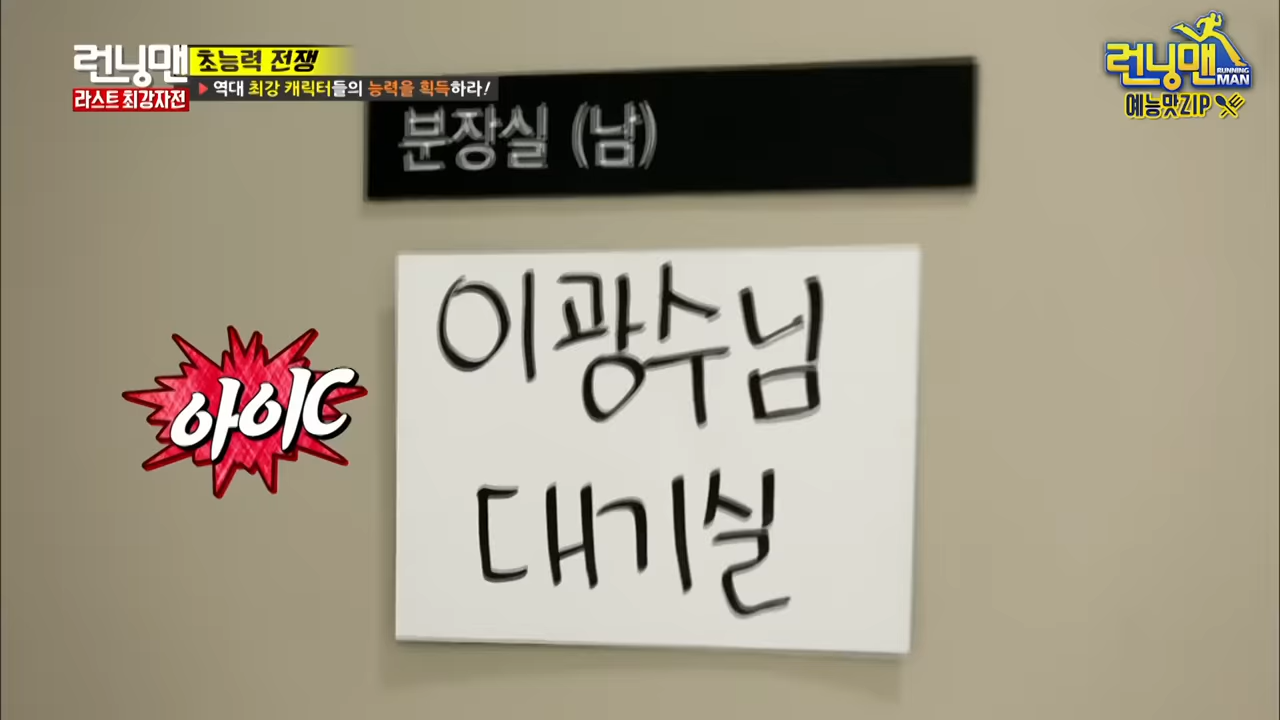 런닝맨 초능력 전쟁
라스트 최강자전 ▶ 역대 최강 캐릭터들의 능력을 획득하라!
런닝맨
RUNNING MAN
예능맛ZIP
분장실 (남)
이광수님
대기실
아이C